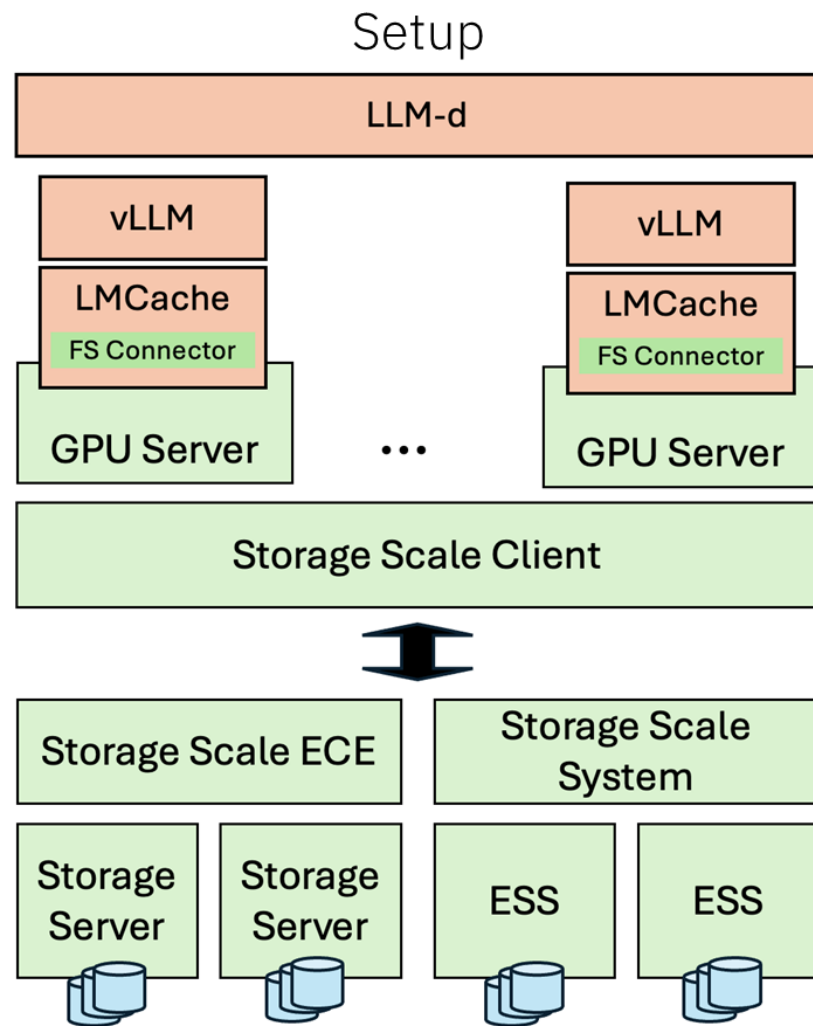 Setup
LLM-d
vLLM
LMCache
FS Connector
GPU Server
...
vLLM
LMCache
FS Connector
GPU Server
Storage Scale Client
Storage Scale ECE
Storage Scale
System
Storage
Server
Storage
Server
ESS
ESS